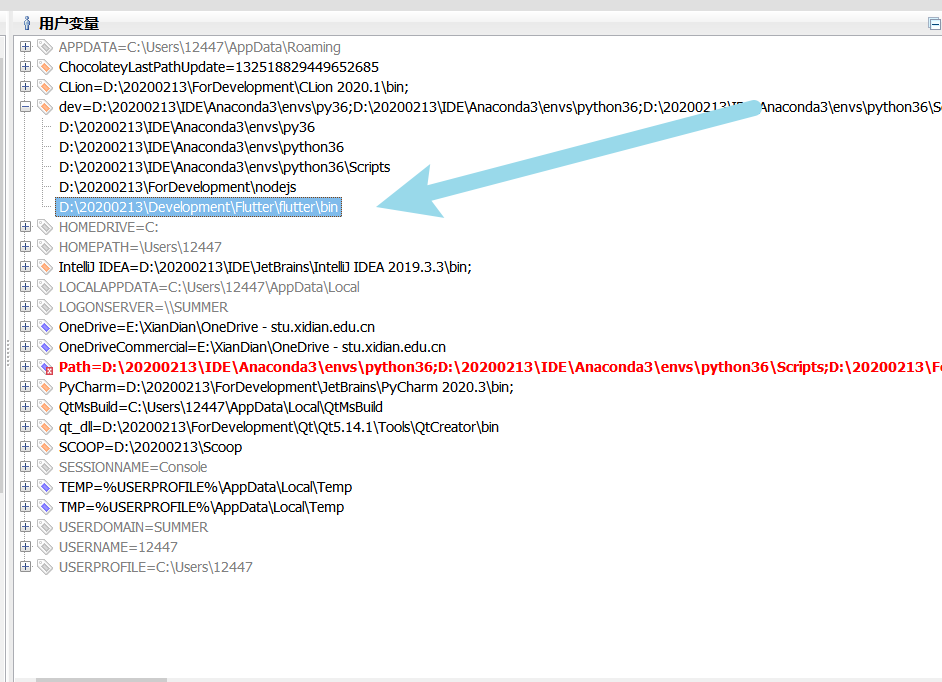 用户变量
APPDATA=C:\Users\12447\AppData\Roaming
ChocolateyLastPathUpdate=132518829449652685
CLion=D:\20200213\ForDevelopment\CLion 2020.1\bin;
dev=D:\20200213\IDE\Anaconda3\envs\py36;D:\20200213\IDE\Anaconda3\envs\python36;D:\20200213\IDE\Anaconda3\envs\python36\S
D:\20200213\IDE\Anaconda3\envs\py36
D:\20200213\IDE\Anaconda3\envs\python36
D:\20200213\IDE\Anaconda3\envs\python36\Scripts
D:\20200213\ForDevelopment\nodejs
D:\20200213\Development\Flutter\flutter\bin
HOMEDRIVE=C:
HOMEPATH=\Users\12447
IntelliJ IDEA=D:\20200213\IDE\JetBrains\IntelliJ IDEA 2019.3.3\bin;
LOCALAPPDATA=C:\Users\12447\AppData\Local
LOGONSERVER=\\SUMMER
OneDrive=E:\XianDian\OneDrive - stu.xidian.edu.cn
OneDriveCommercial=E:\XianDian\OneDrive - stu.xidian.edu.cn
Path=D:\20200213\IDE\Anaconda3\envs\python36;D:\20200213\IDE\Anaconda3\envs\python36\Scripts;D:\20200213\Fo
PyCharm=D:\20200213\ForDevelopment\JetBrains\PyCharm 2020.3\bin;
QtMsBuild=C:\Users\12447\AppData\Local\QtMsBuild
qt_dll=D:\20200213\ForDevelopment\Qt\Qt5.14.1\Tools\QtCreator\bin
SCOOP=D:\20200213\Scoop
SESSIONNAME=Console
TEMP=%USERPROFILE%\AppData\Local\Temp
TMP=%USERPROFILE%\AppData\Local\Temp
USERDOMAIN=SUMMER
USERNAME=12447
USERPROFILE=C:\Users\12447